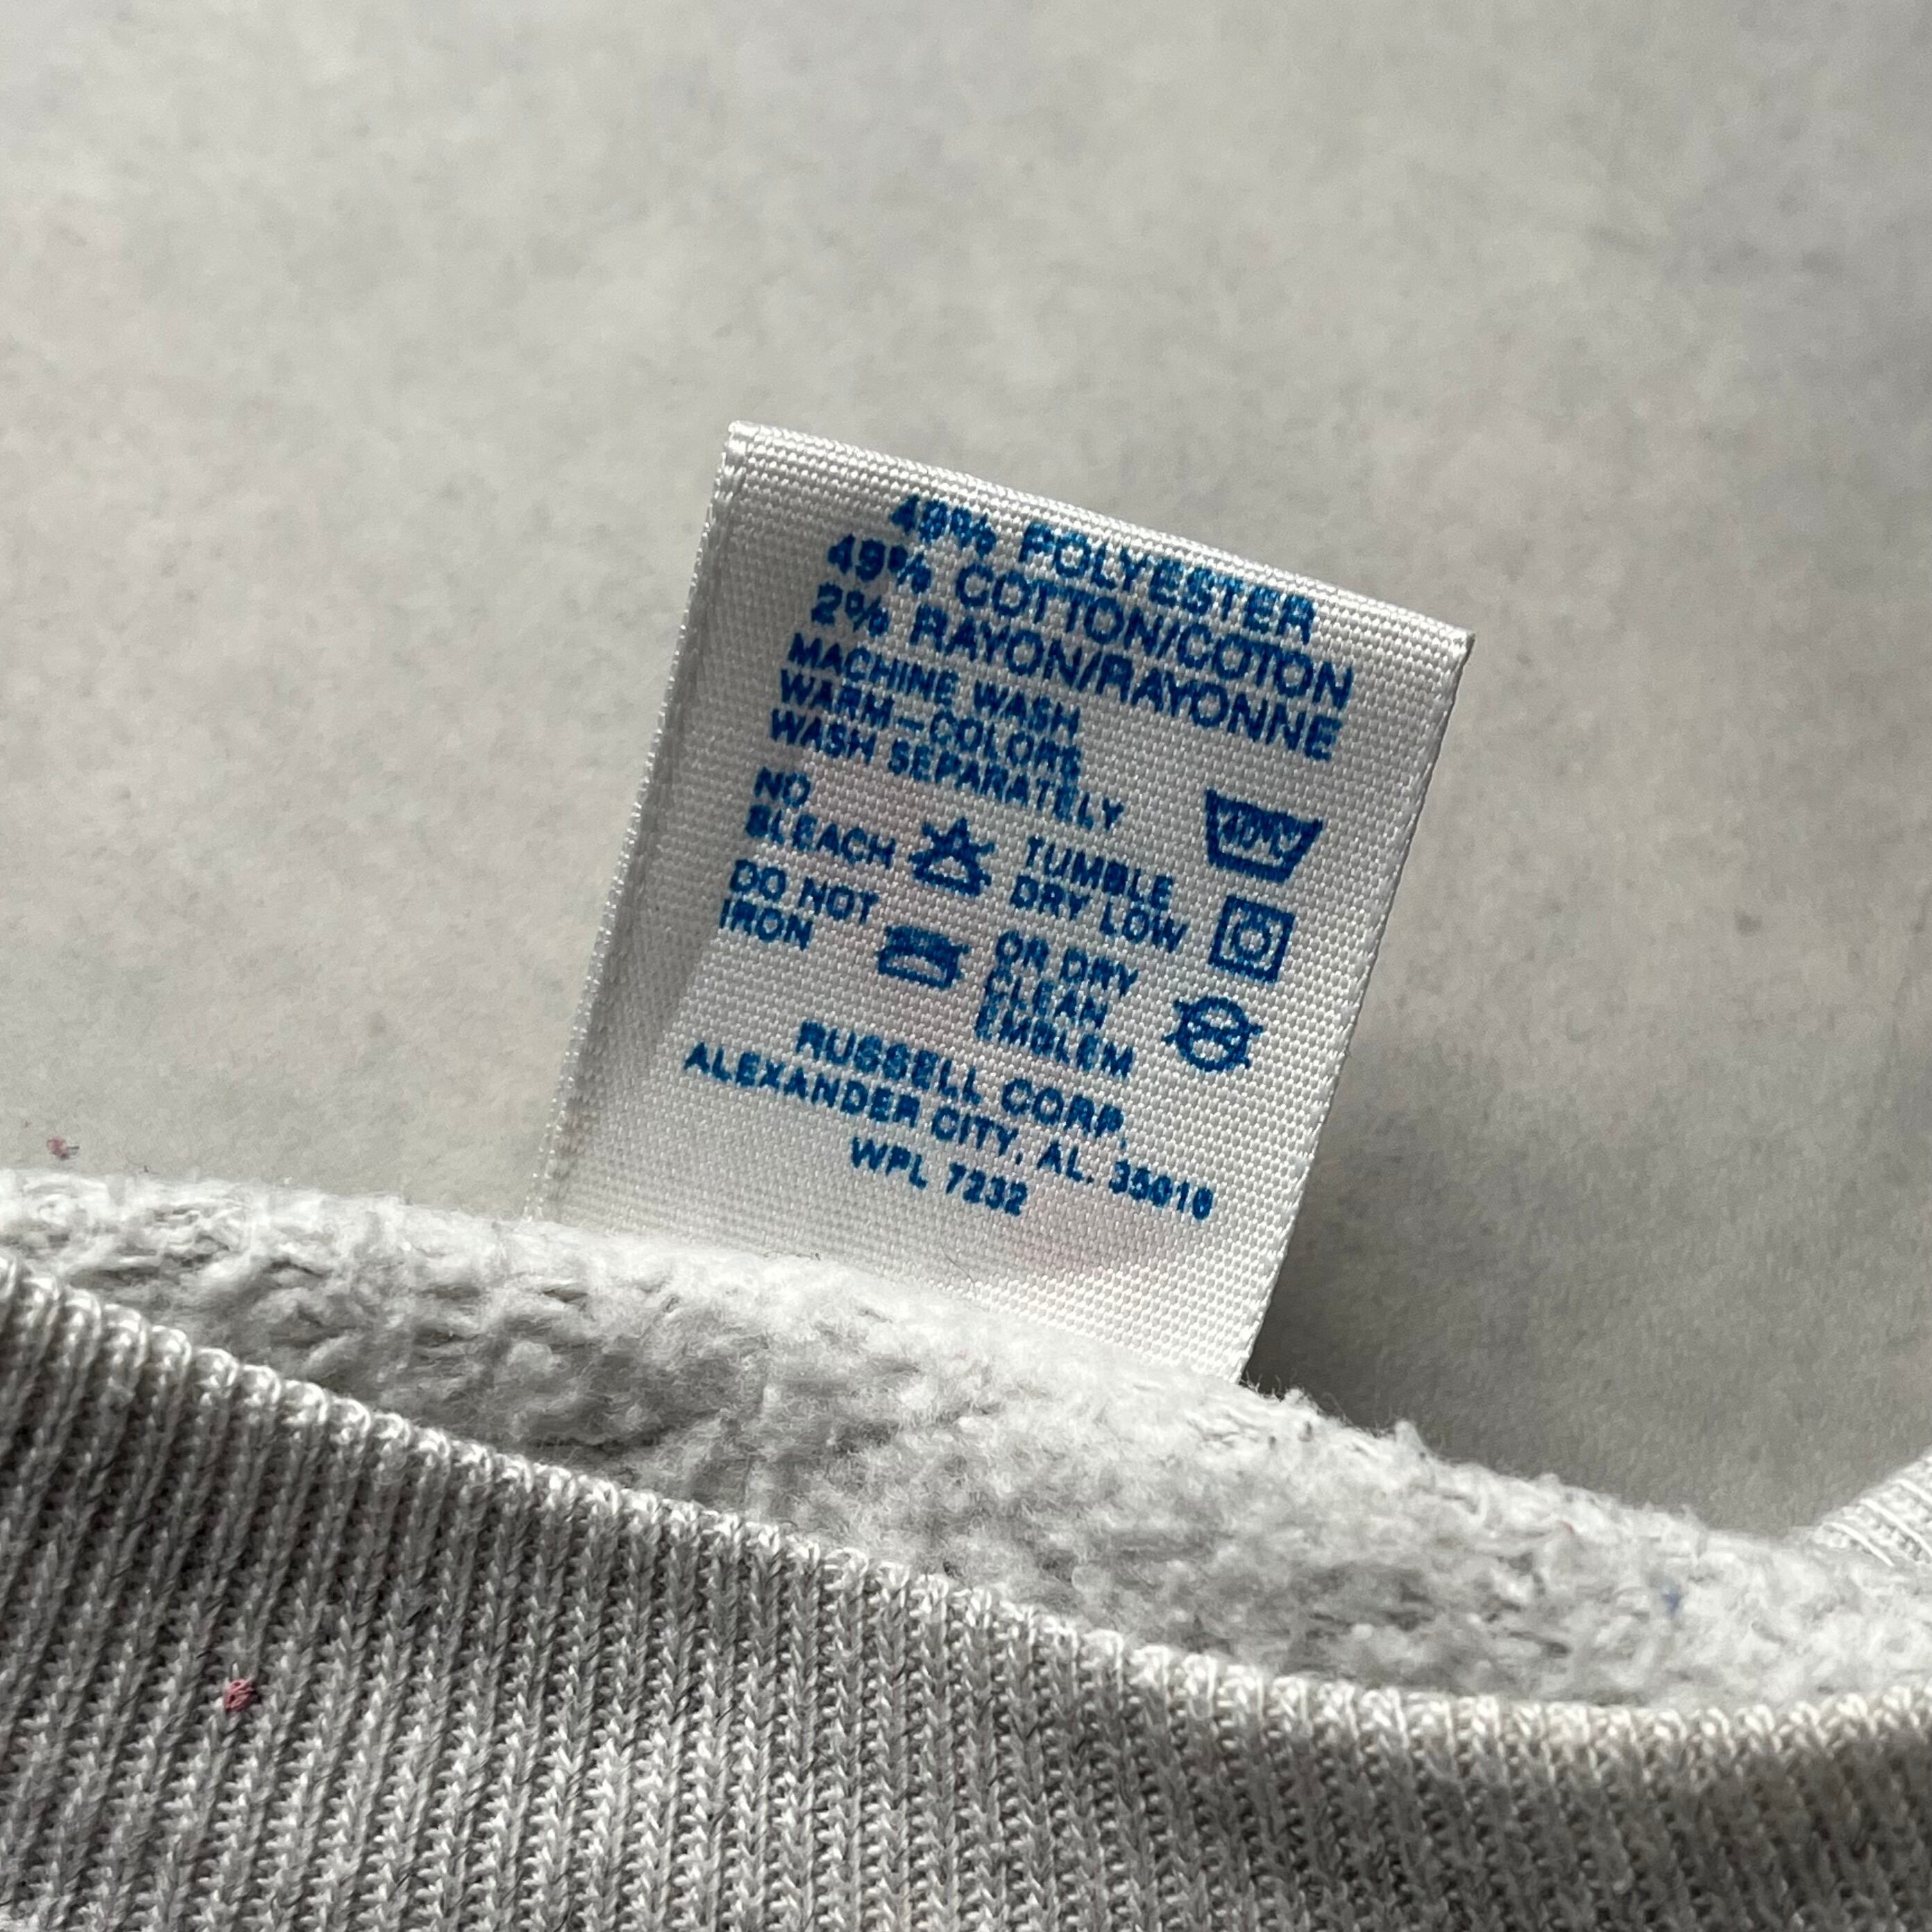 49% POLYESTER
49% COTTON/COTON
2% RAYON/RAYONNE
MACHINE WASH
WARM-COLORS
WASH SEPARATELY
40°C
NO
BLEACH
TUMBLE
DRY LOW
DO NOT
IRON
OR DRY
CLEAN
EMBLEM
RUSSELL CORP.
ALEXANDER CITY, AL. 35010
WPL 7232